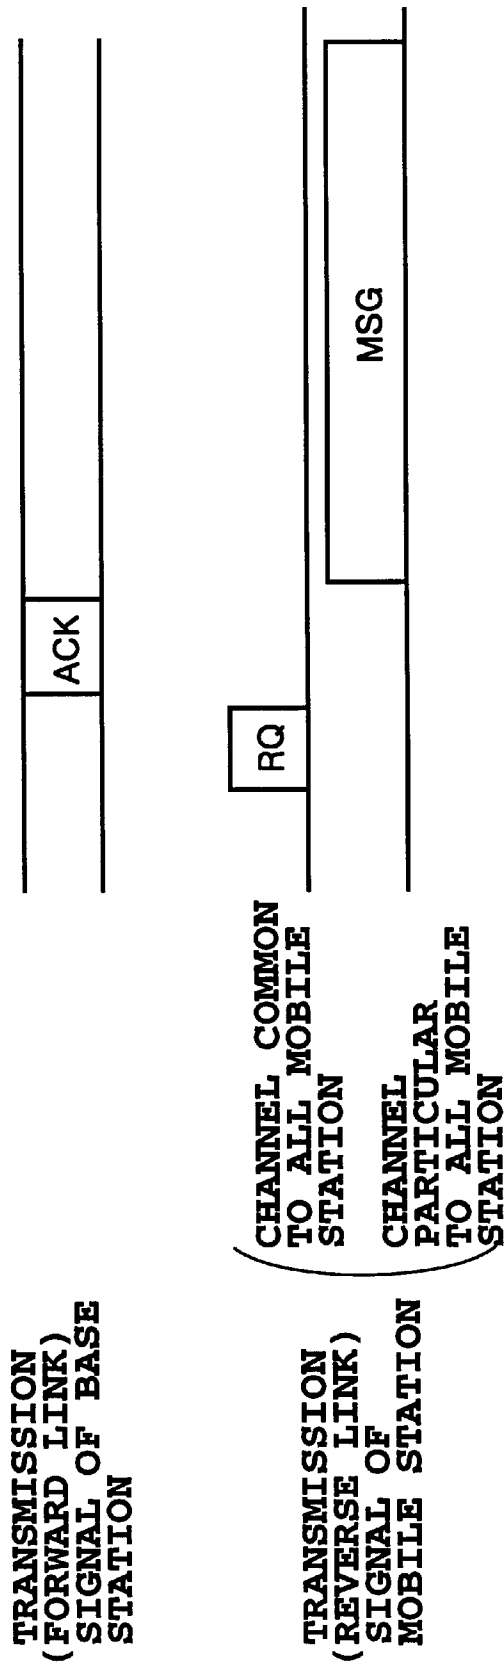 TRANSMISSION
(FORWARD LINK)
SIGNAL OF BASE
STATION
ACK
TRANSMISSION
(REVERSE LINK)
SIGNAL OF
MOBILE STATION
CHANNEL COMMON
TO ALL MOBILE
STATION
RQ
CHANNEL
PARTICULAR
TO ALL MOBILE
STATION
MSG